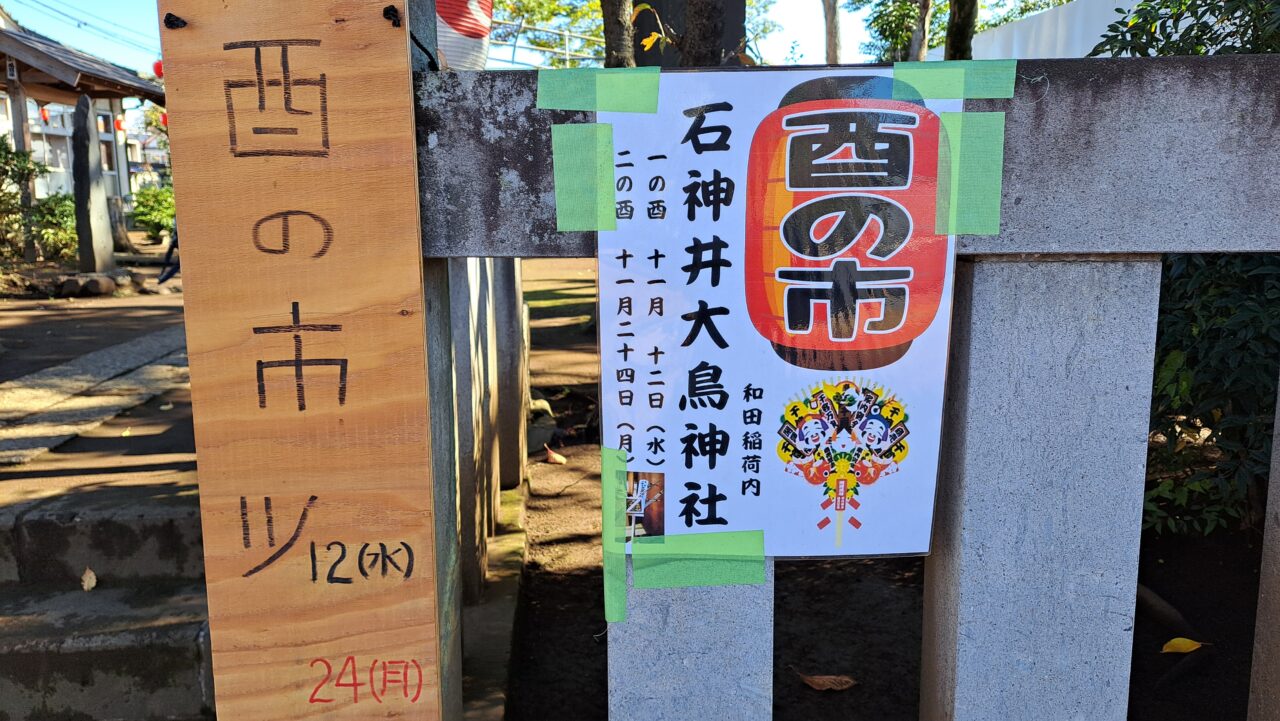 酉の市
11/12(水)
24(月)
酉の市
石神井大鳥神社
和田稲荷内
一の酉 十一月 十二日(水)
二の酉 十一月二十四日(月)